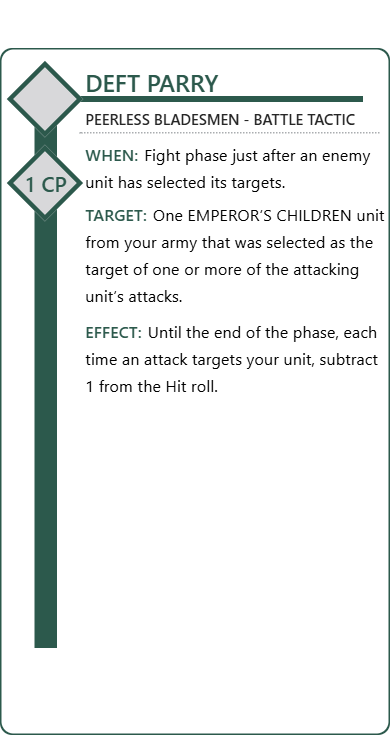 DEFT PARRY
PEERLESS BLADESMEN - BATTLE TACTIC
WHEN: Fight phase just after an enemy
1 CP unit has selected its targets.
TARGET: One EMPEROR'S CHILDREN unit
from your army that was selected as the
target of one or more of the attacking
unit's attacks.
EFFECT: Until the end of the phase, each
time an attack targets your unit, subtract
1 from the Hit roll.